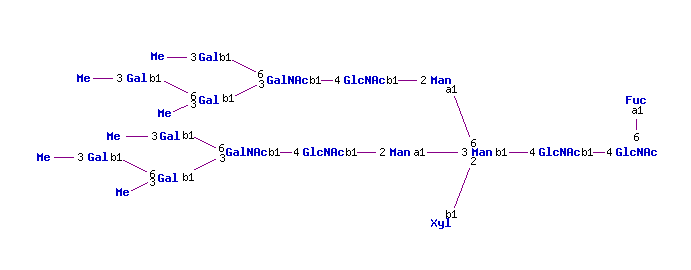 Me 3 Gal b1
Me 3 Gal b1 6 3 GalNAc b1 4 GlcNAc b1 2 Man
a1
6
3 Gal b1
Me
Fuc
a1
Me 3 Gal b1
6
6
Me 3 Gal b1 6 3 GalNAc b1 4 GlcNAc b1 2 Man a1 3 Man b1 4 GlcNAc b1 4 GlcNAc
2
6
3 Gal b1
Me
b1
Xyl